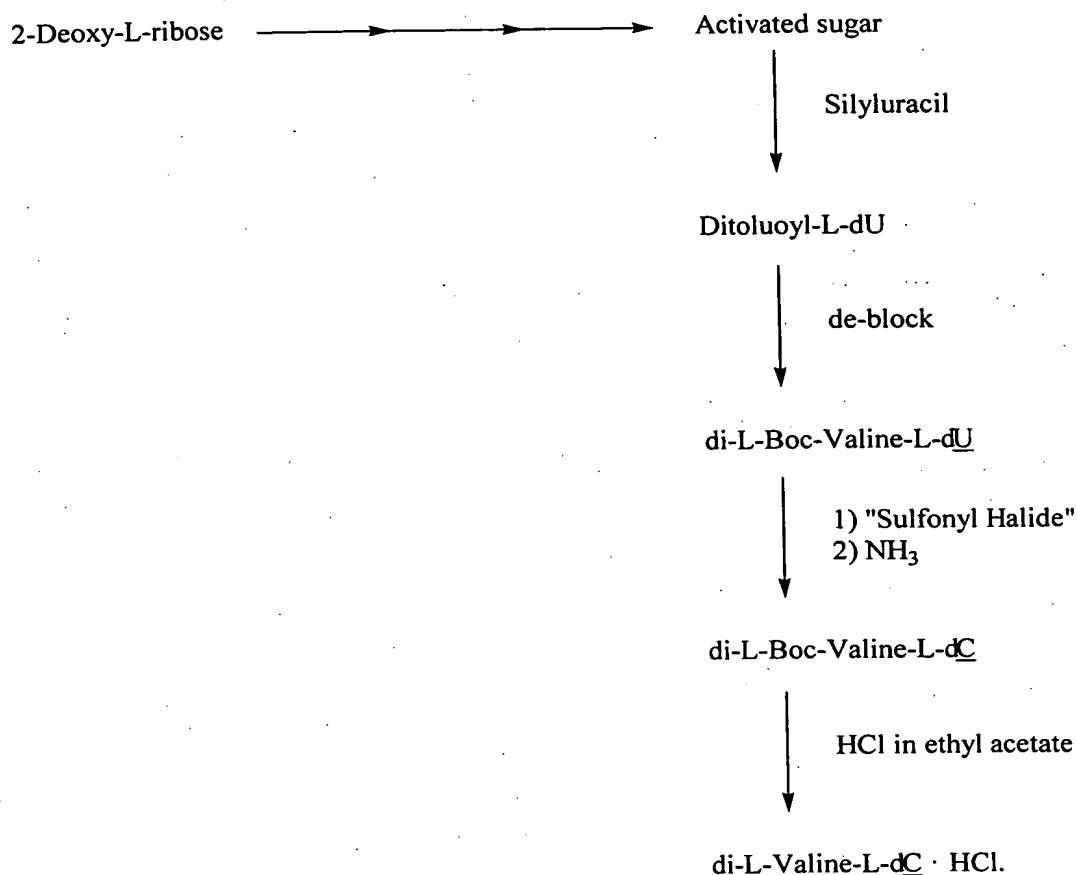 2-Deoxy-L-ribose
Activated sugar
Silyluracil
Ditoluoyl-L-dU
de-block
di-L-Boc-Valine-L-dU
1) "Sulfonyl Halide"
2) NH3
di-L-Boc-Valine-L-dC
HCl in ethyl acetate
di-L-Valine-L-dC · HCl.